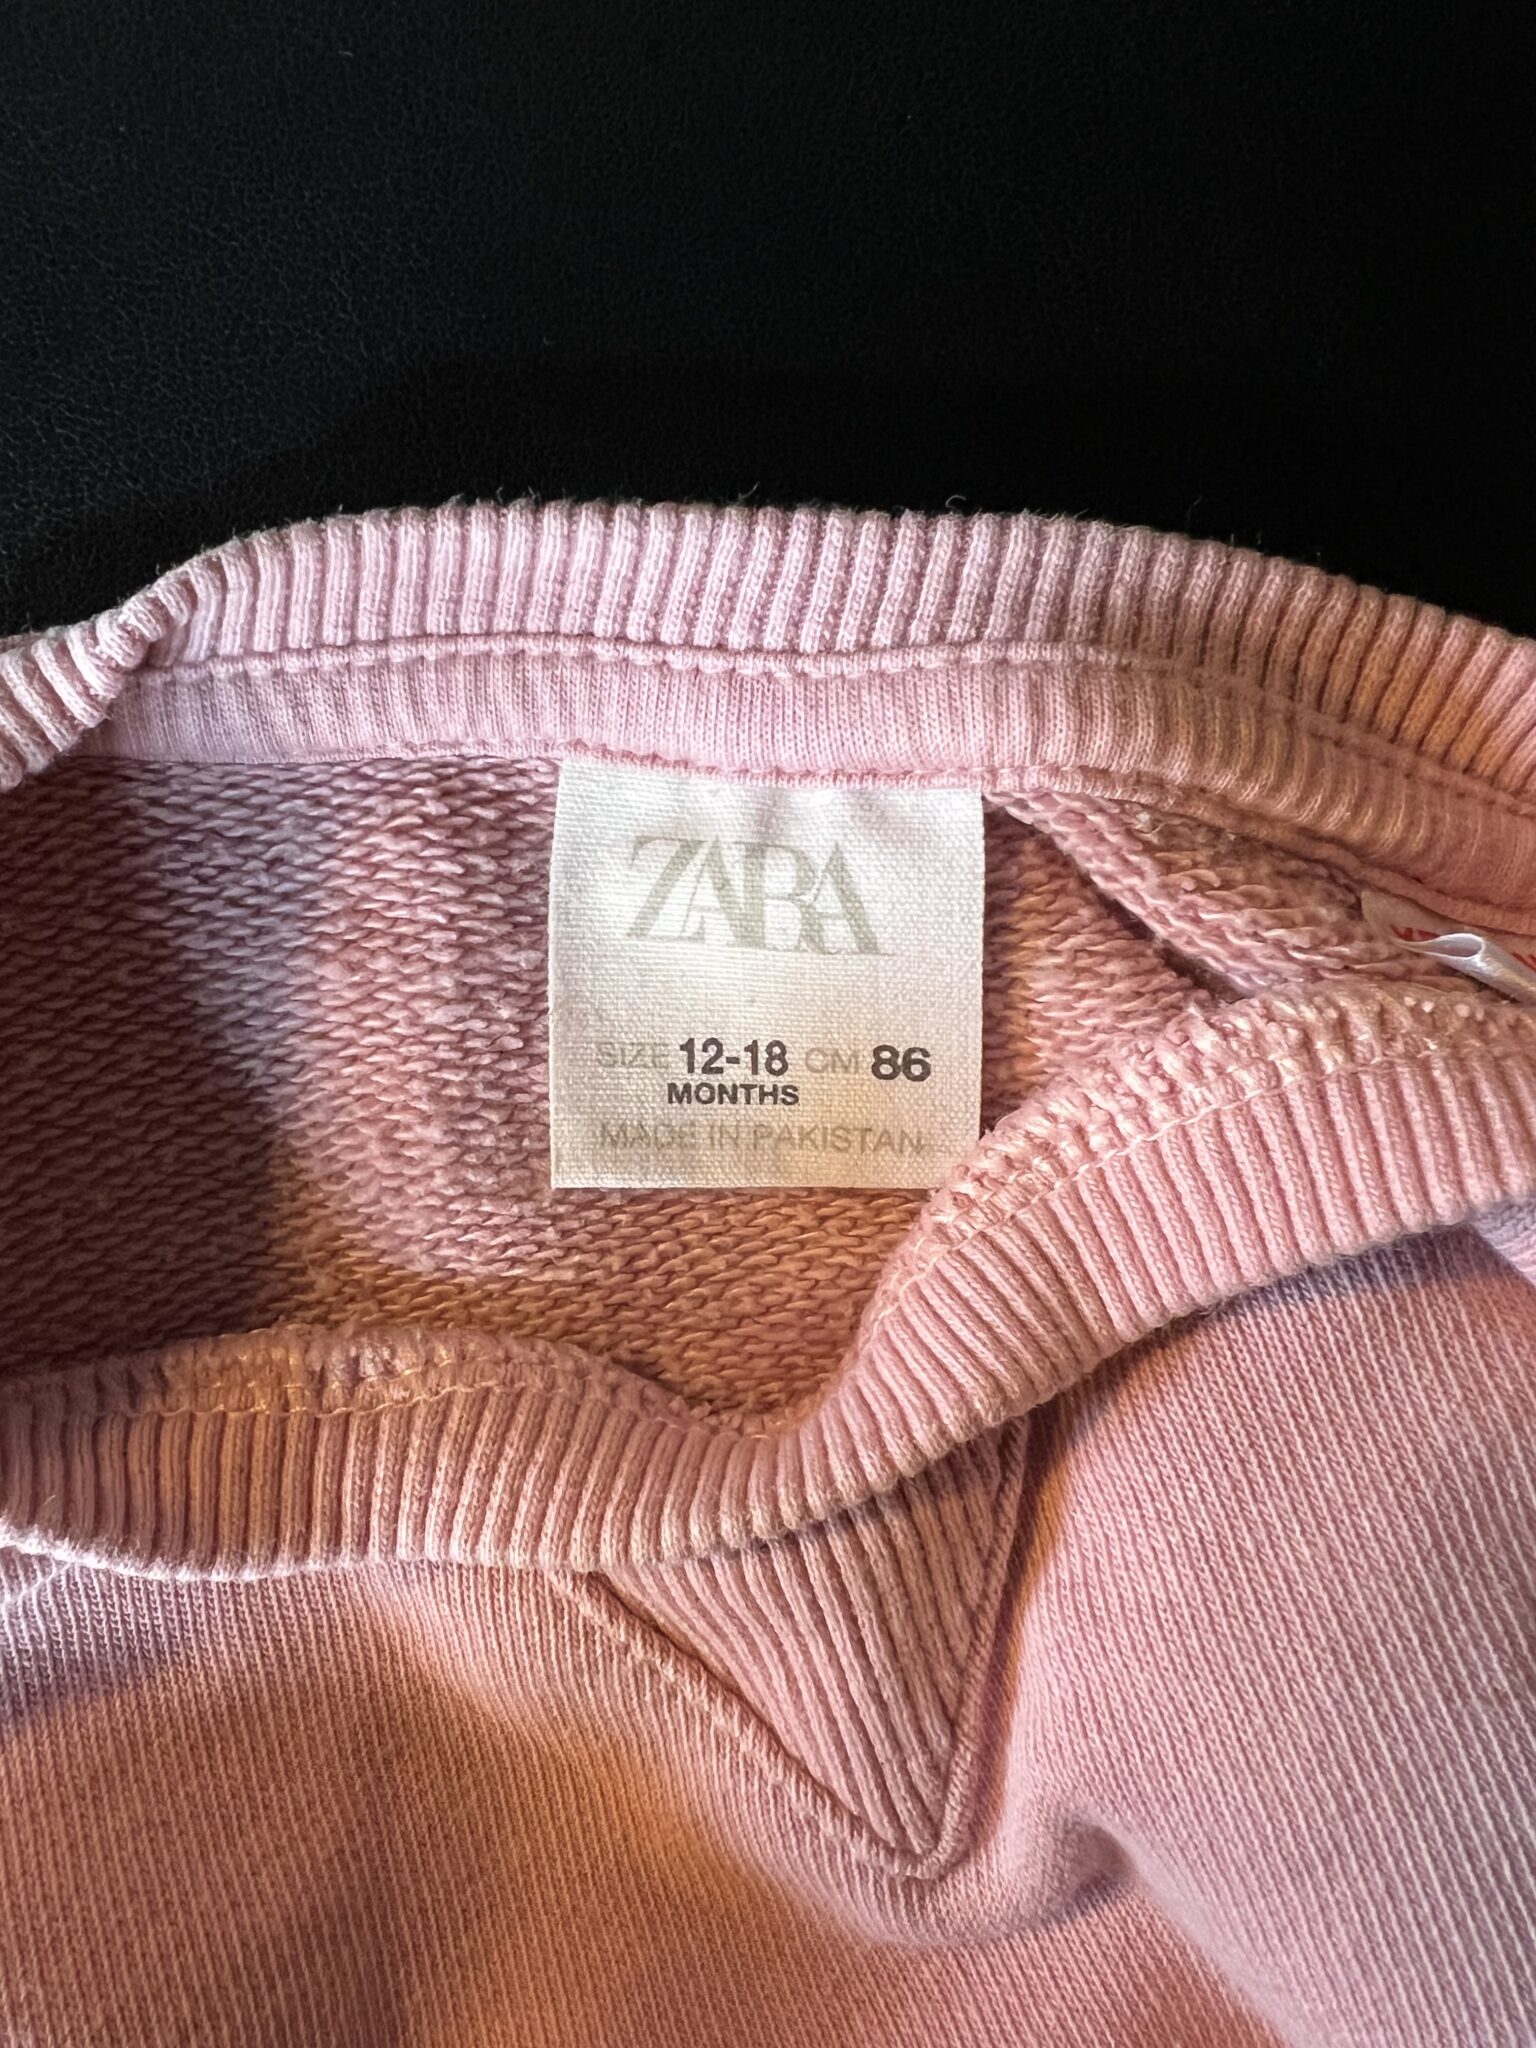 ZARA
SIZE 12-18 CM 86
MONTHS
MADE IN PAKISTAN